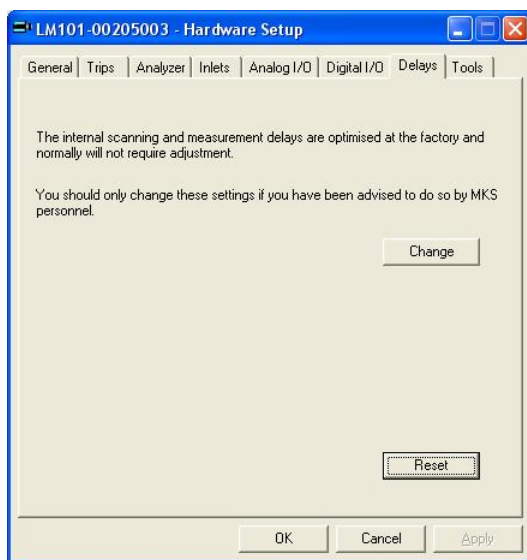 LM101-00205003 - Hardware Setup
General Trips Analyzer Inlets Analog I/O Digital I/O Delays Tools
The internal scanning and measurement delays are optimised at the factory and
normally will not require adjustment.
You should only change these settings if you have been advised to do so by MKS
personnel.
Change
Reset
OK Cancel Apply